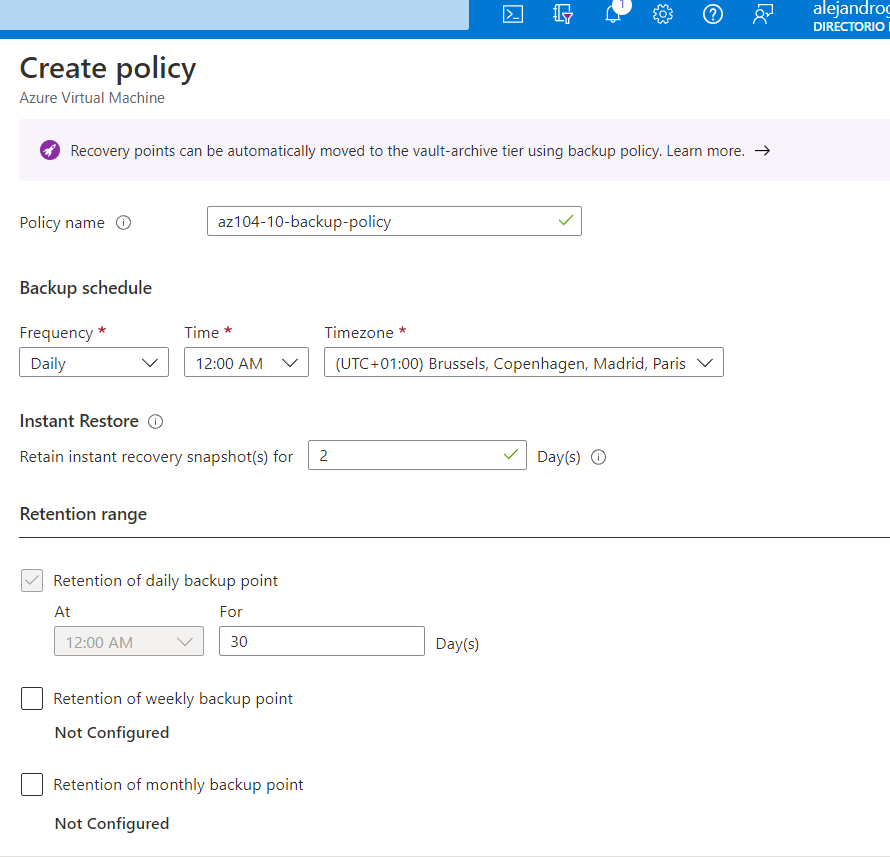 1
DIRECTORIO
Create policy
Azure Virtual Machine
Recovery points can be automatically moved to the vault-archive tier using backup policy. Learn more. →
Policy name
az104-10-backup-policy
Backup schedule
Frequency * Time * Timezone *
Daily 12:00 AM (UTC+01:00) Brussels, Copenhagen, Madrid, Paris
Instant Restore
Retain instant recovery snapshot(s) for 2 Day(s)
Retention range
Retention of daily backup point
At For
12:00 AM 30 Day(s)
Retention of weekly backup point
Not Configured
Retention of monthly backup point
Not Configured